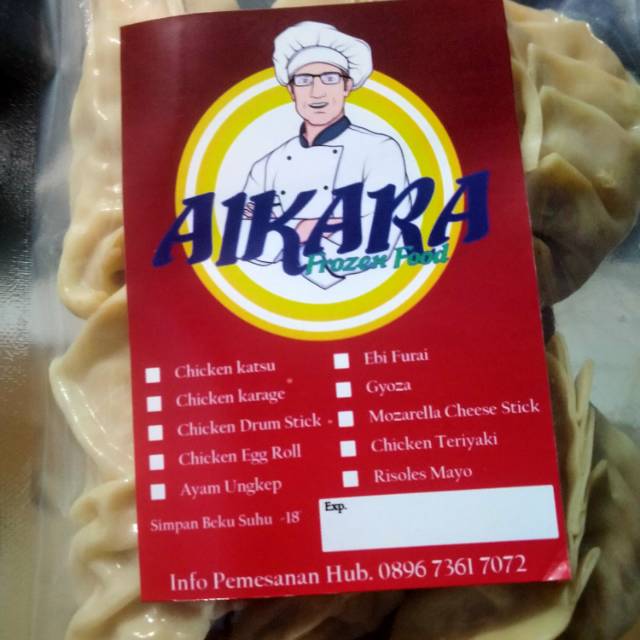 AIKARA
Frozen Food
Chicken katsu
Chicken karage
Chicken Drum Stick
Chicken Egg Roll
Ayam Ungkep
Ebi Furai
Gyoza
Mozarella Cheese Stick
Chicken Teriyaki
Risoles Mayo
Simpan Beku Suhu -18°
Exp.
Info Pemesanan Hub. 0896 7361 7072